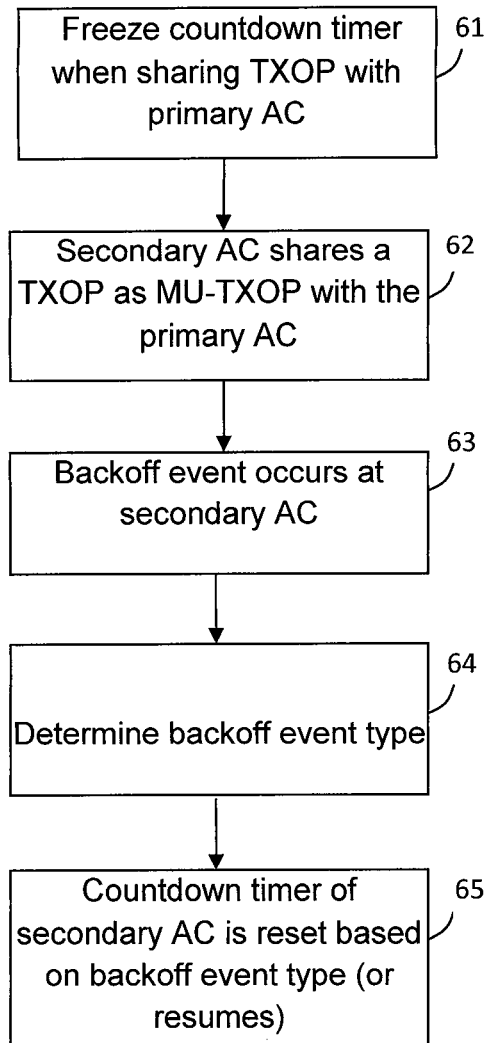 Freeze countdown timer
when sharing TXOP with
primary AC
61
Secondary AC shares a
TXOP as MU-TXOP with the
primary AC
62
Backoff event occurs at
secondary AC
63
Determine backoff event type
64
Countdown timer of
secondary AC is reset based
on backoff event type (or
resumes)
65